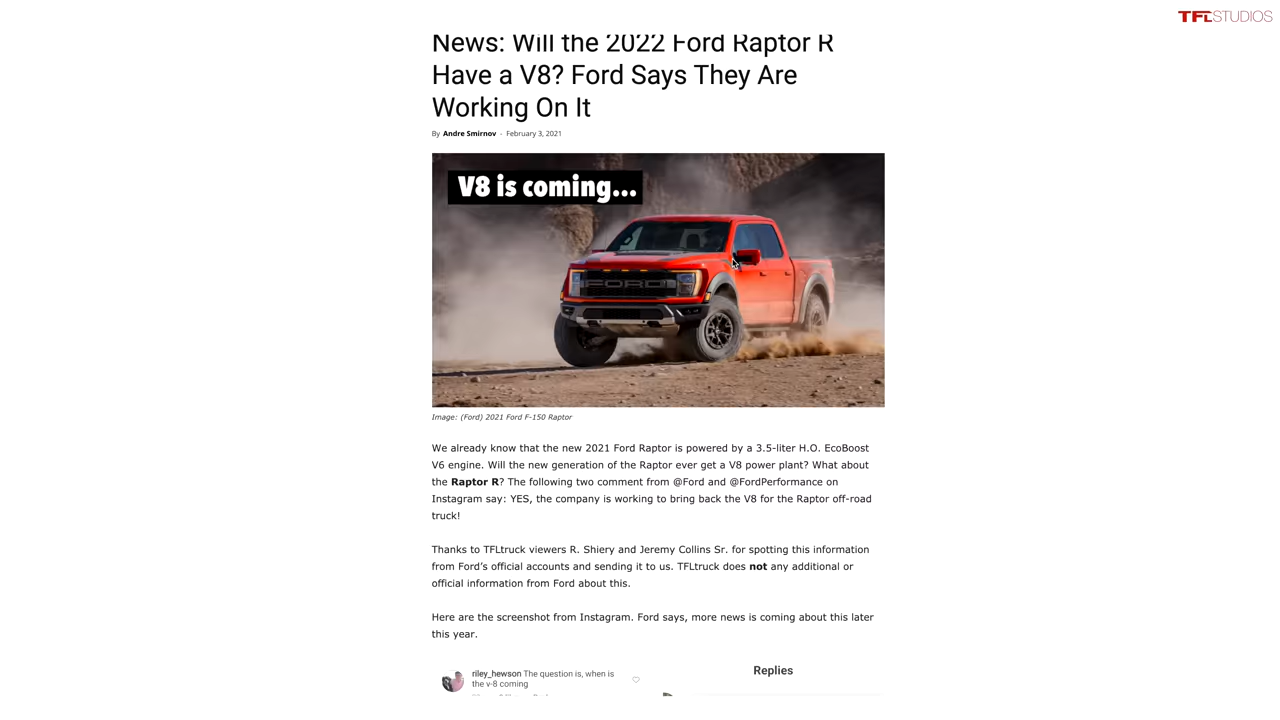 TFLSTUDIOS
News: Will the 2022 Ford Raptor R
Have a V8? Ford Says They Are
Working On It
By Andre Smirnov - February 3, 2021
V8 is coming...
FORD
Image: (Ford) 2021 Ford F-150 Raptor
We already know that the new 2021 Ford Raptor is powered by a 3.5-liter H.O. EcoBoost
V6 engine. Will the new generation of the Raptor ever get a V8 power plant? What about
the Raptor R? The following two comment from @Ford and @FordPerformance on
Instagram say: YES, the company is working to bring back the V8 for the Raptor off-road
truck!
Thanks to TFLtruck viewers R. Shiery and Jeremy Collins Sr. for spotting this information
from Ford’s official accounts and sending it to us. TFLtruck does not any additional or
official information from Ford about this.
Here are the screenshot from Instagram. Ford says, more news is coming about this later
this year.
riley_hewson The question is, when is
the v-8 coming
Replies